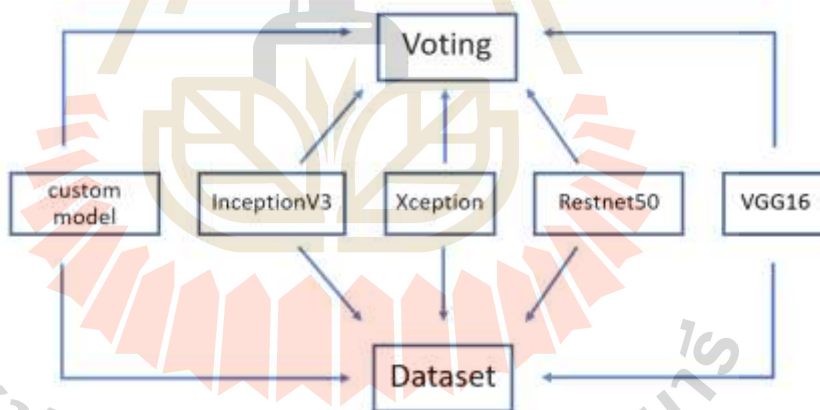 Voting
custom
model
InceptionV3
Xception
Restnet50
VGG16
Dataset